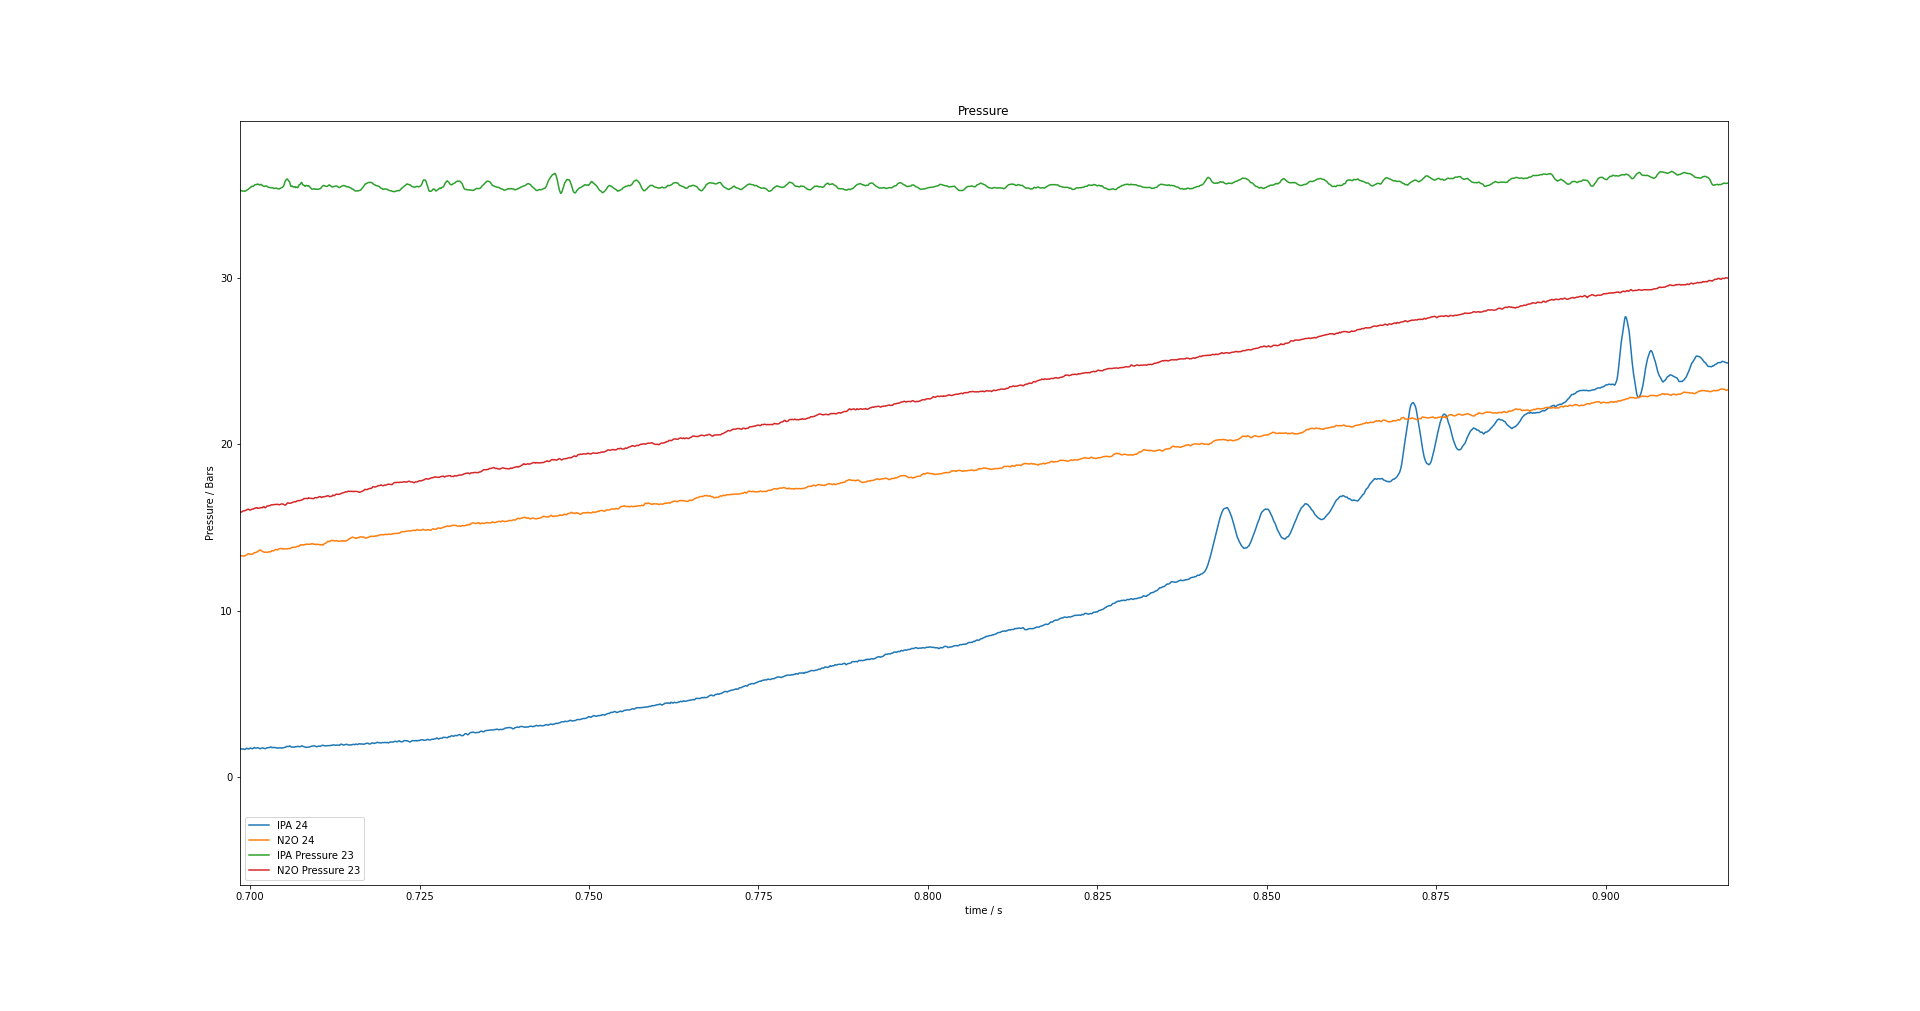 Pressure
Pressure / Bars
30
20
10
0
IPA 24
N2O 24
IPA Pressure 23
N2O Pressure 23
0.700 0.725 0.750 0.775 0.800 0.825 0.850 0.875 0.900
time / s